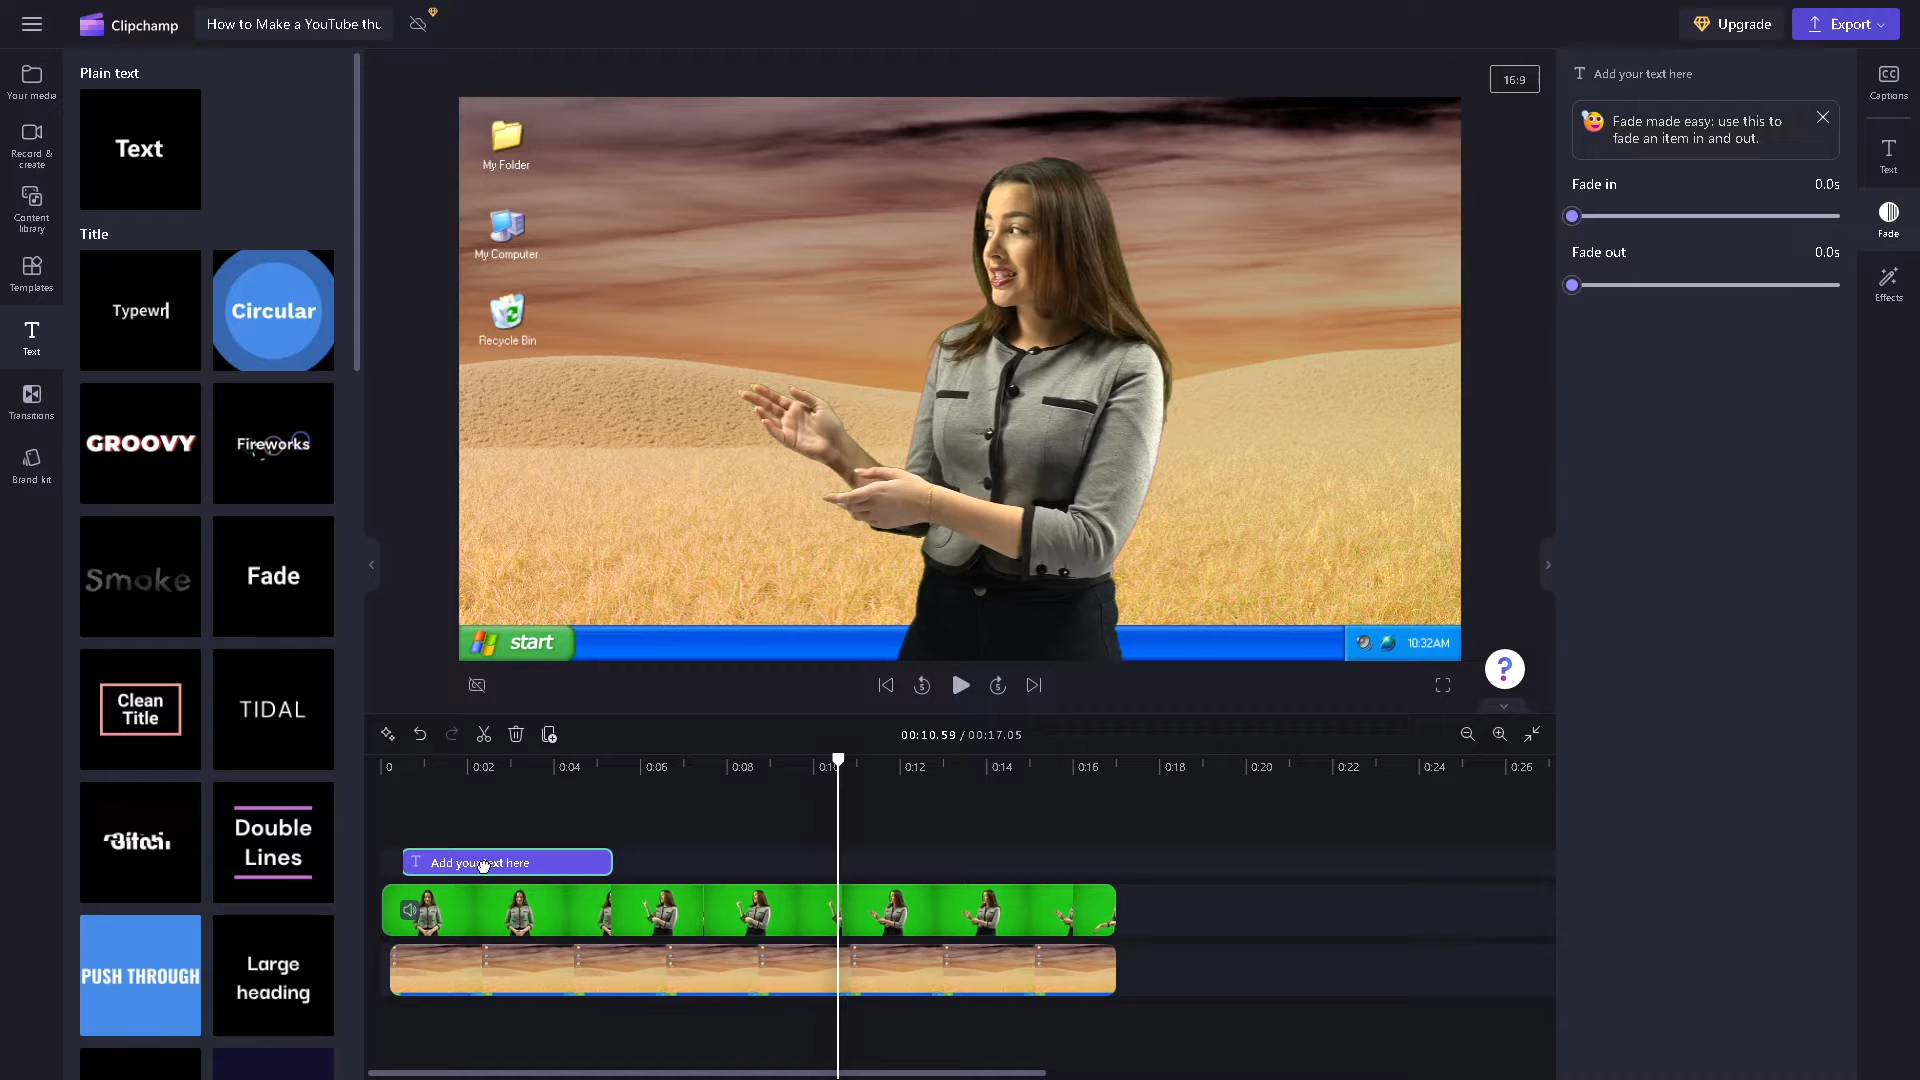 Clipchamp
How to Make a YouTube thu
Upgrade
Export
Your media
Record &
create
Content
library
Templates
Text
Transitions
Brand kit
Plain text
Text
Title
Typewr
Circular
GROOVY
Fireworks
Smoke
Fade
Clean
Title
TIDAL
Double
Lines
PUSH THROUGH
Large
heading
16:9
My Folder
My Computer
Recycle Bin
start
10:32AM
?
5
5
00:10.59 / 00:17.05
0
0:02
0:04
0:06
0:08
0:10
0:12
0:14
0:16
0:18
0:20
0:22
0:24
0:26
T Add your text here
T Add your text here
Fade made easy: use this to
fade an item in and out.
Fade in 0.0s
Fade out 0.0s
CC
Captions
Text
Fade
Effects